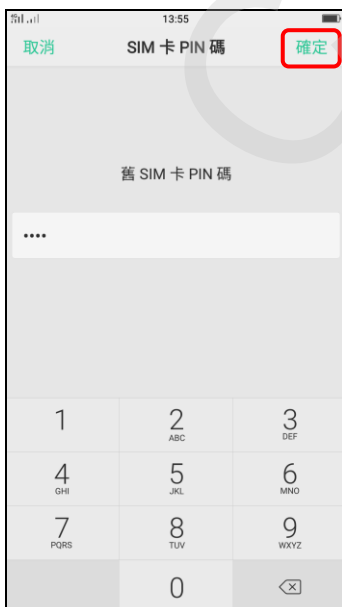 13:55
取消 SIM 卡 PIN 碼 確定
舊 SIM 卡 PIN 碼
••••
1 2 3
ABC DEF
4 5 6
GHI JKL MNO
7 8 9
PQRS TUV WXYZ
0